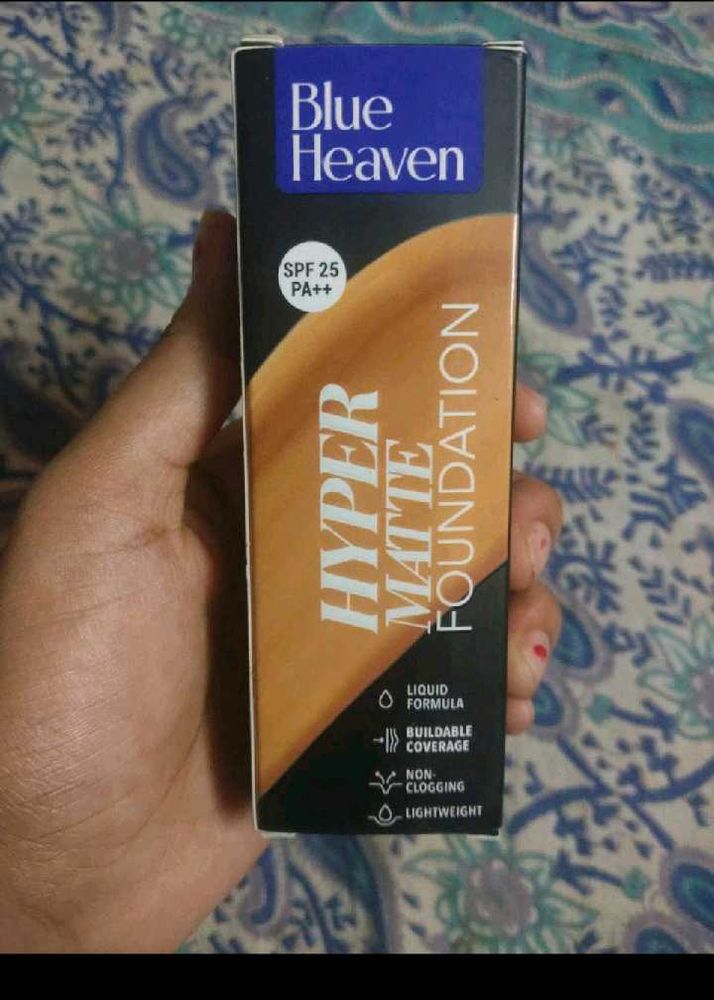 Blue
Heaven
SPF 25
PA++
HYPER
MATTE
FOUNDATION
LIQUID
FORMULA
BUILDABLE
COVERAGE
NON-
CLOGGING
LIGHTWEIGHT